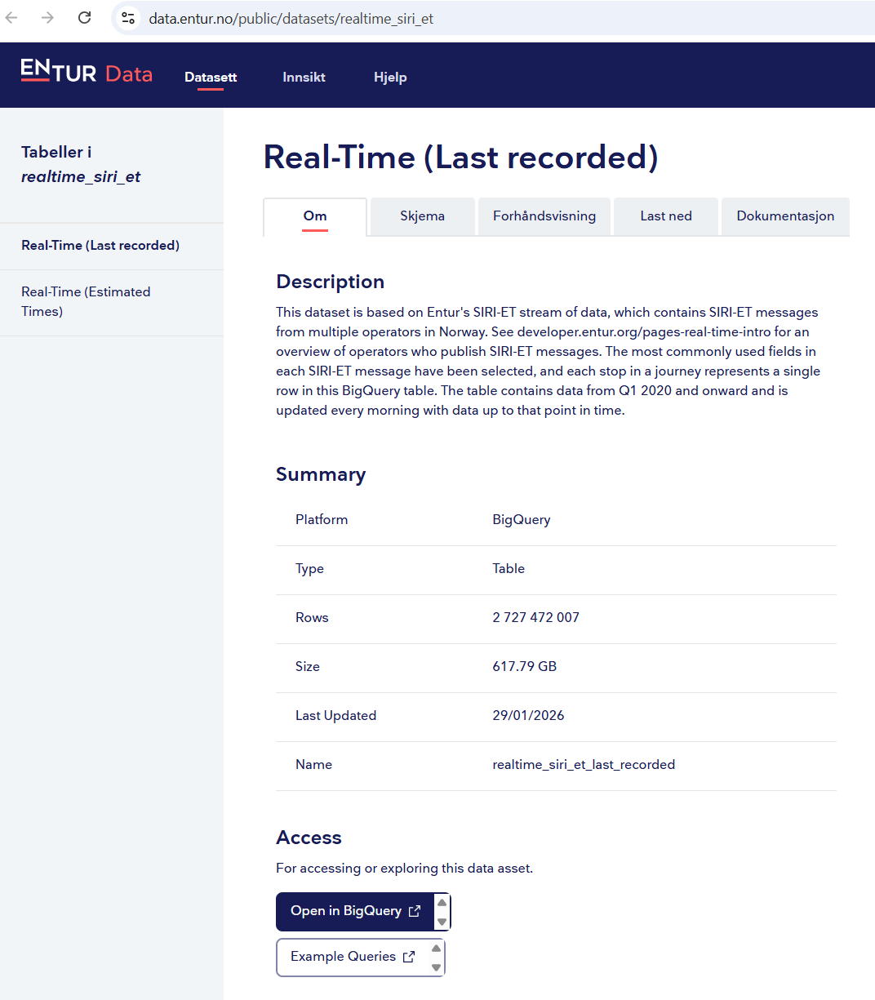 data.entur.no/public/datasets/realtime_siri_et
ENTUR Data
Datasett
Innsikt
Hjelp
Tabeller i
realtime_siri_et
Real-Time (Last recorded)
Real-Time (Estimated
Times)
Real-Time (Last recorded)
Om
Skjema
Forhåndsvisning
Last ned
Dokumentasjon
Description
This dataset is based on Entur's SIRI-ET stream of data, which contains SIRI-ET messages
from multiple operators in Norway. See developer.entur.org/pages-real-time-intro for an
overview of operators who publish SIRI-ET messages. The most commonly used fields in
each SIRI-ET message have been selected, and each stop in a journey represents a single
row in this BigQuery table. The table contains data from Q1 2020 and onward and is
updated every morning with data up to that point in time.
Summary
Platform BigQuery
Type Table
Rows 2 727 472 007
Size 617.79 GB
Last Updated 29/01/2026
Name realtime_siri_et_last_recorded
Access
For accessing or exploring this data asset.
Open in BigQuery
Example Queries